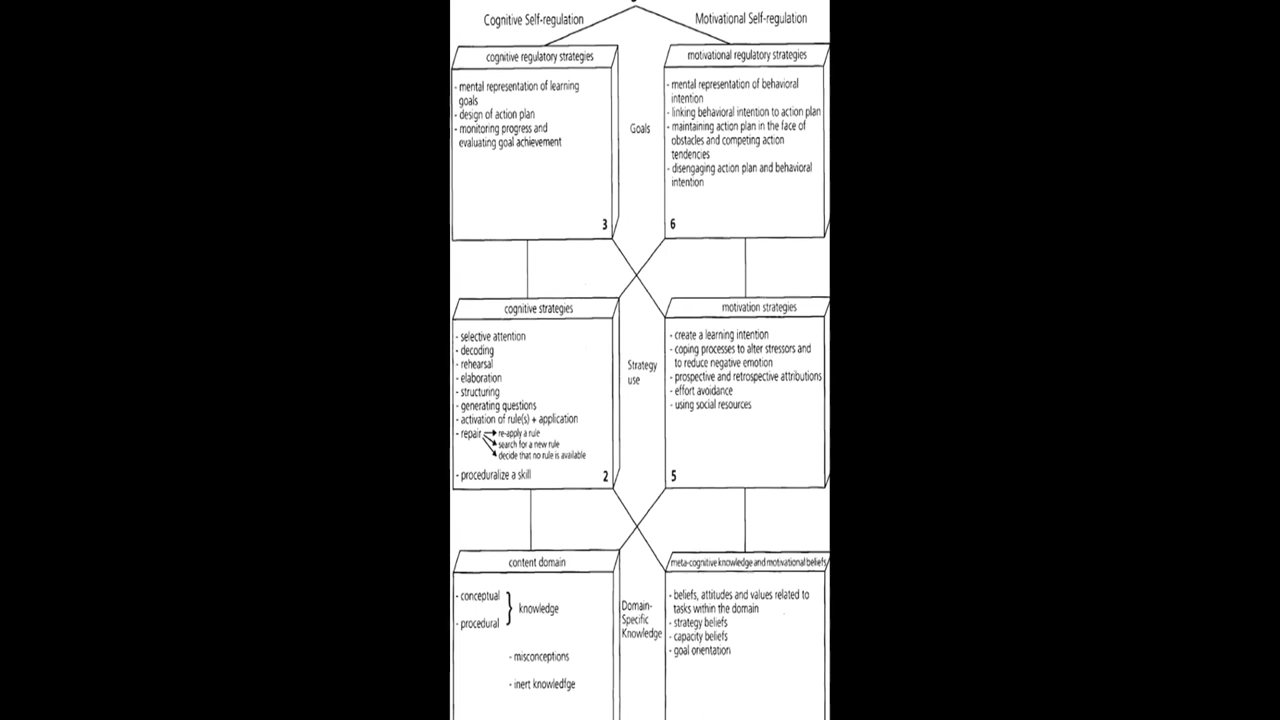 Cognitive Self-regulation
Motivational Self-regulation
cognitive regulatory strategies
- mental representation of learning
goals
- design of action plan
- monitoring progress and
evaluating goal achievement
3
Goals
motivational regulatory strategies
- mental representation of behavioral
intention
- linking behavioral intention to action plan
- maintaining action plan in the face of
obstacles and competing action
tendencies
- disengaging action plan and behavioral
intention
6
cognitive strategies
- selective attention
- decoding
- rehearsal
- elaboration
- structuring
- generating questions
- activation of rule(s) + application
- repair re-apply a rule
search for a new rule
decide that no rule is available
- proceduralize a skill
2
Strategy
use
motivation strategies
- create a learning intention
- coping processes to alter stressors and
to reduce negative emotion
- prospective and retrospective attributions
- effort avoidance
- using social resources
5
content domain
- conceptual
- procedural
} knowledge
- misconceptions
- inert knowledfge
Domain-
Specific
Knowledge
meta-cognitive knowledge and motivational beliefs
- beliefs, attitudes and values related to
tasks within the domain
- strategy beliefs
- capacity beliefs
- goal orientation